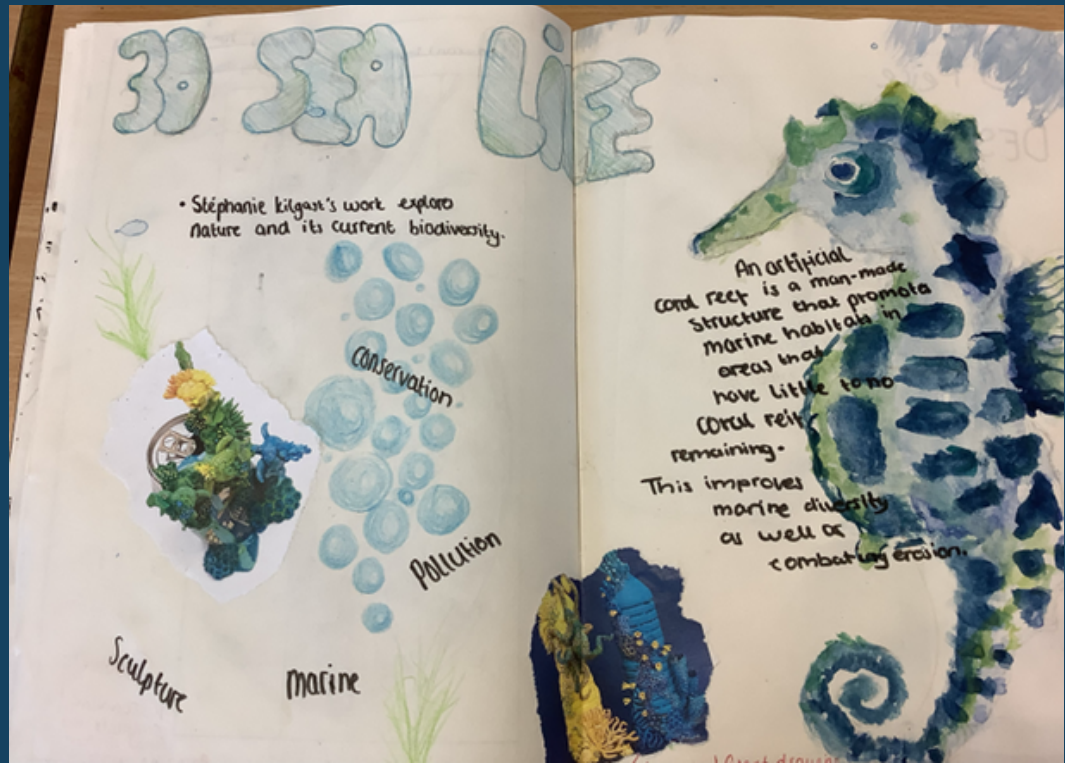 3D SEA LiFE
• Stéphanie kilgast's work explore
nature and its current biodiversity.
conservation
Pollution
Sculpture
marine
An artificial
coral reef is a man-made
structure that promote
marine habitats in
areas that
have little to no
coral reif
remaining.
This improves
marine diversity
as well as
combating erosion.